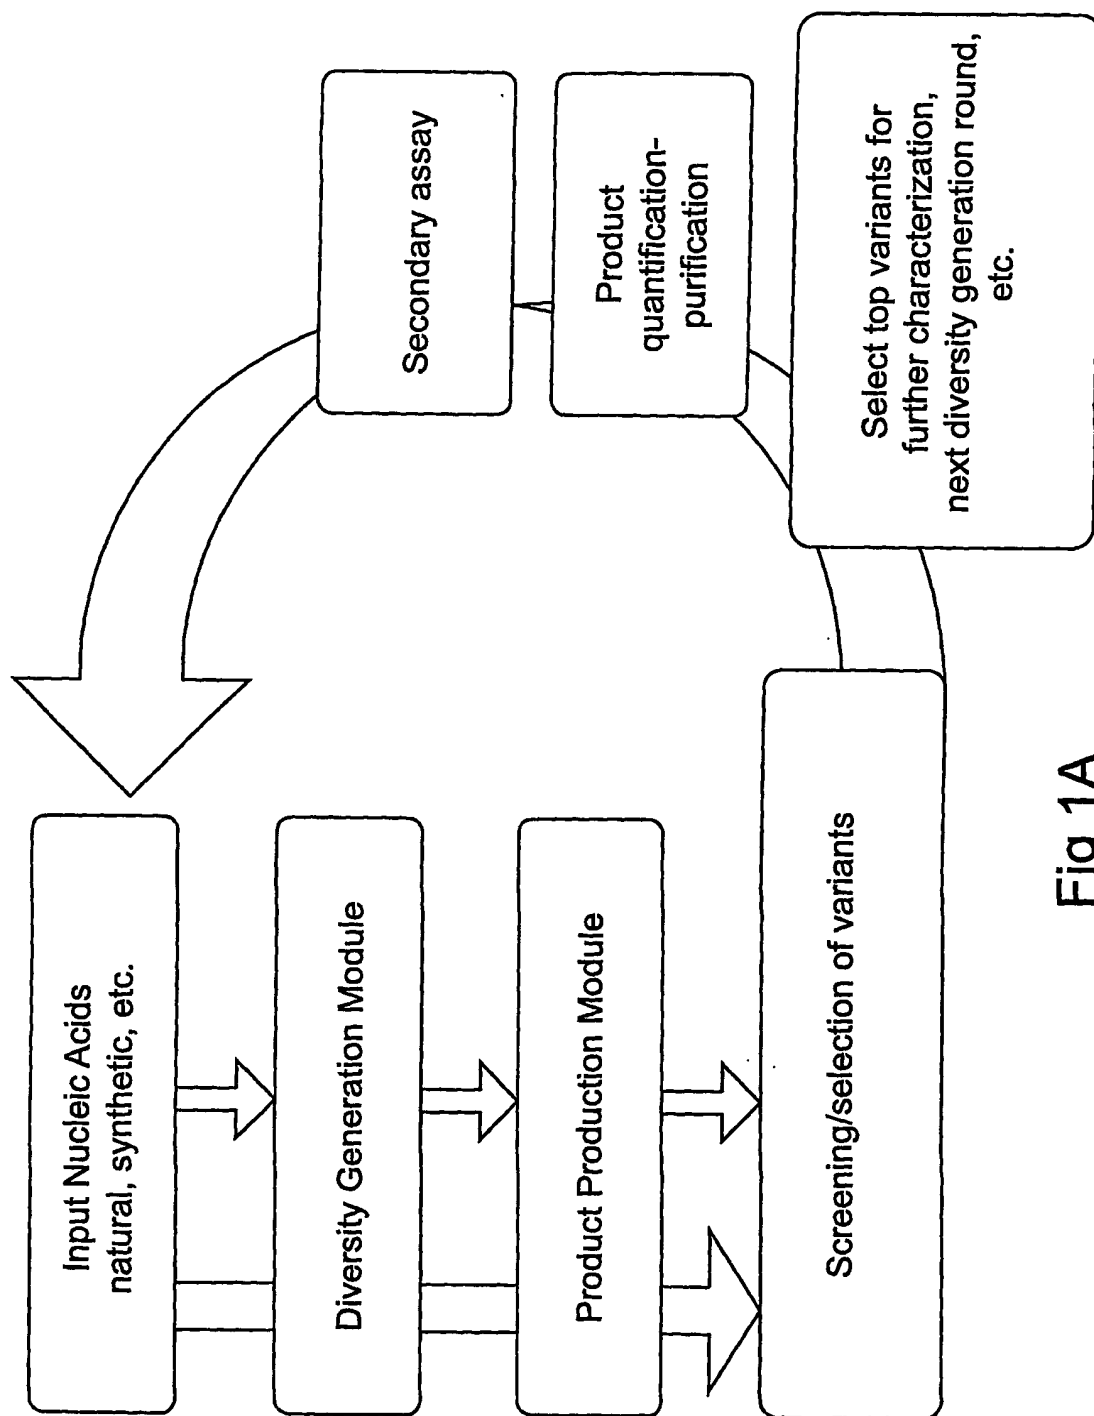 Input Nucleic Acids
natural, synthetic, etc.
Diversity Generation Module
Product Production Module
Screening/selection of variants
Secondary assay
Product
quantification-
purification
Select top variants for
further characterization,
next diversity generation round,
etc.
Fig 1A